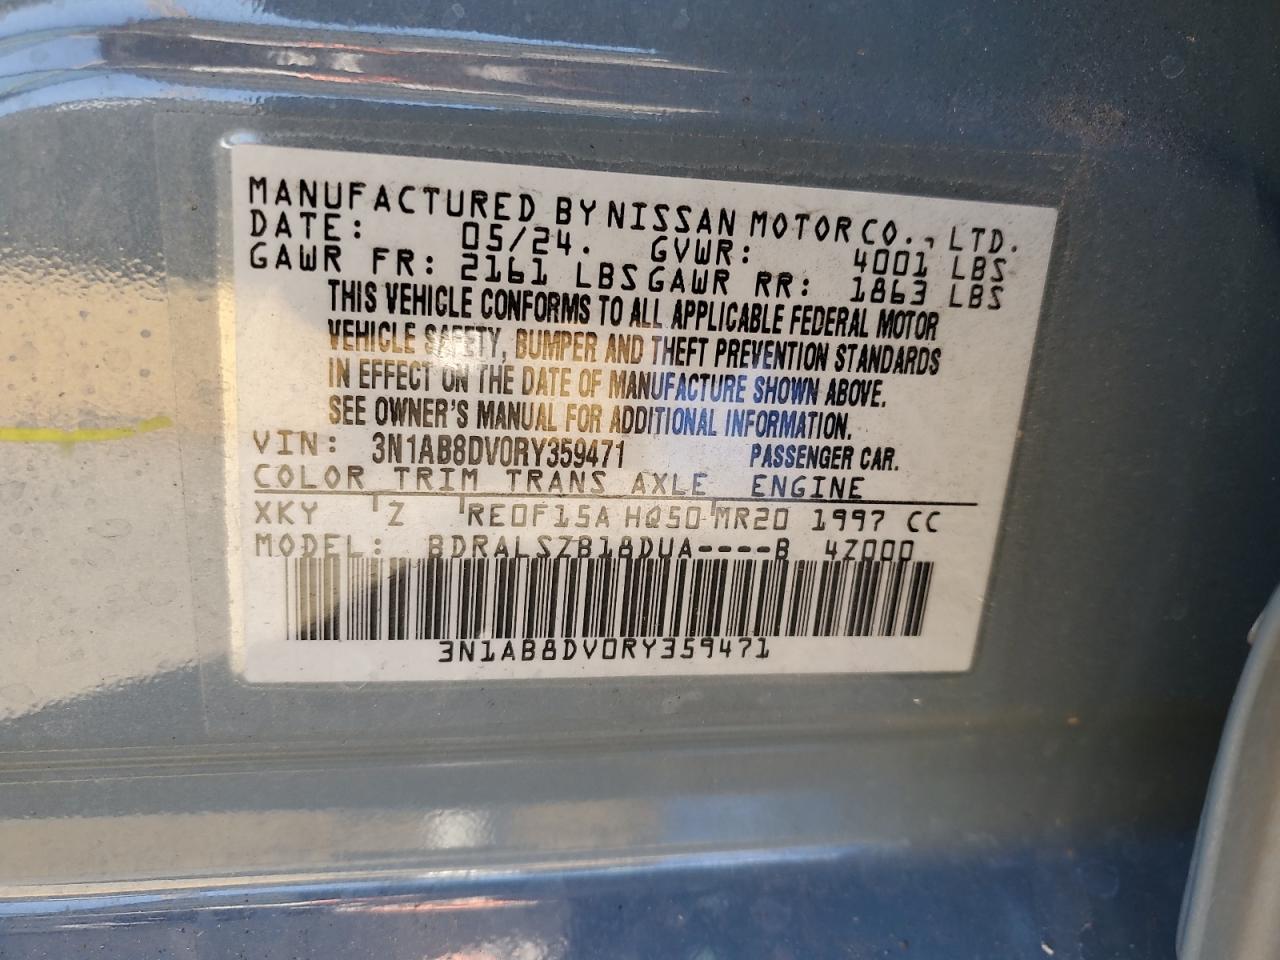 MANUFACTURED BY NISSAN MOTOR CO., LTD.
DATE: 05/24. GVWR: 4001 LBS
GAWR FR: 2161 LBS GAWR RR: 1863 LBS
THIS VEHICLE CONFORMS TO ALL APPLICABLE FEDERAL MOTOR
VEHICLE SAFETY, BUMPER AND THEFT PREVENTION STANDARDS
IN EFFECT ON THE DATE OF MANUFACTURE SHOWN ABOVE.
SEE OWNER'S MANUAL FOR ADDITIONAL INFORMATION.
VIN: 3N1AB8DV0RY359471 PASSENGER CAR.
COLOR TRIM TRANS AXLE ENGINE
XKY Z RE0F15A HQ50 MR20 1997 CC
MODEL: BDRALSZB18DUA----B 4Z000
3N1AB8DV0RY359471